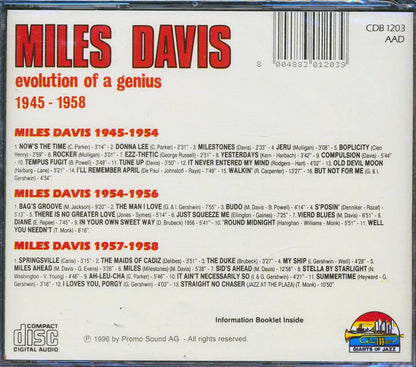 MILES DAVIS
CDB 1203
AAD
8 004883 012039
evolution of a genius
1945 - 1958
MILES DAVIS 1945-1954
1 - NOW'S THE TIME (C. Parker) - 3'14" - 2. DONNA LEE (C. Parker) - 2'31" - 3. MILESTONES (Davis) - 2'33" - 4. JERU (Mulligan) - 3'08" - 5. BOPLICITY (Cleo
Henry) - 2'59" - 6. ROCKER (Mulligan) - 3'01" - 7. EZZ-THETIC (George Russell) - 2'51" - 8. YESTERDAYS (Kern - Harbach) - 3'42" - 9. COMPULSION (Davis) - 5'44" -
10. TEMPUS FUGIT (B. Powell) - 3'49" - 11. TUNE UP (Davis) - 3'51" - 12. IT NEVER ENTERED MY MIND (Rodgers - Hart) - 4'02" - 13. OLD DEVIL MOON
(Harburg - Lane) - 3'21" - 14. I'LL REMEMBER APRIL (De Paul - Johnstoff - Raye) - 7'49" - 15. WALKIN' (R. Carpenter) - 13'23" - 16. BUT NOT FOR ME (G. & I.
Gershwin) 4'34"
MILES DAVIS 1954-1956
1 - BAG'S GROOVE (M. Jackson) - 9'20" - 2. THE MAN I LOVE (G. & I. Gershwin) - 7'55" - 3. BUDO (M. Davis - B. Powell) - 4'14" - 4. S'POSIN' (Denniker - Razaf)
- 5'13" - 5. THERE IS NO GREATER LOVE (Jones - Symes) - 5'14" - 6. JUST SQUEEZE ME (Ellington - Gaines) - 7'25" - 7. VIERD BLUES (M. Davis) - 6'51" - 8.
DIANE (E. Rapee) - 7'45" - 9. IN YOUR OWN SWEET WAY (D. Brubeck) 1956 - 5'41" - 10. 'ROUND MIDNIGHT (Hanighan - Williams - Monk) - 5'51" - 11. WELL
YOU NEEDN'T (T. Monk) - 6'16"
MILES DAVIS 1957-1958
1. SPRINGSVILLE (Carisi) - 3'15" - 2. THE MAIDS OF CADIZ (Delibes) - 3'51" - 3. THE DUKE (Brubeck) - 3'27" - 4. MY SHIP (I. Gershwin - Weill) - 4'28" - 5.
MILES AHEAD (M. Davis - G. Evans) - 3'26" - 6. MILES (Milestones) (M. Davis) - 5'38" - 7. SID'S AHEAD (M. Davis) - 12'58" - 8. STELLA BY STARLIGHT (N.
Washington - V. Young) - 4'46" - 9. AH-LEU-CHA (C. Parker) - 10. IT AIN'T NECESSARILY SO (I. & G. Gershwin) - 4'21" - 11. SUMMERTIME (Heyward - G.
Gershwin) - 3'17" - 12. I LOVES YOU, PORGY (G. Gershwin) - 13. STRAIGHT NO CHASER (JAZZ AT THE PLAZA) (T. Monk) - 10'50"
COMPACT
disc
DIGITAL AUDIO
℗ 1996 by Promo Sound AG - All rights reserved.
Information Booklet Inside
GIANTS OF JAZZ